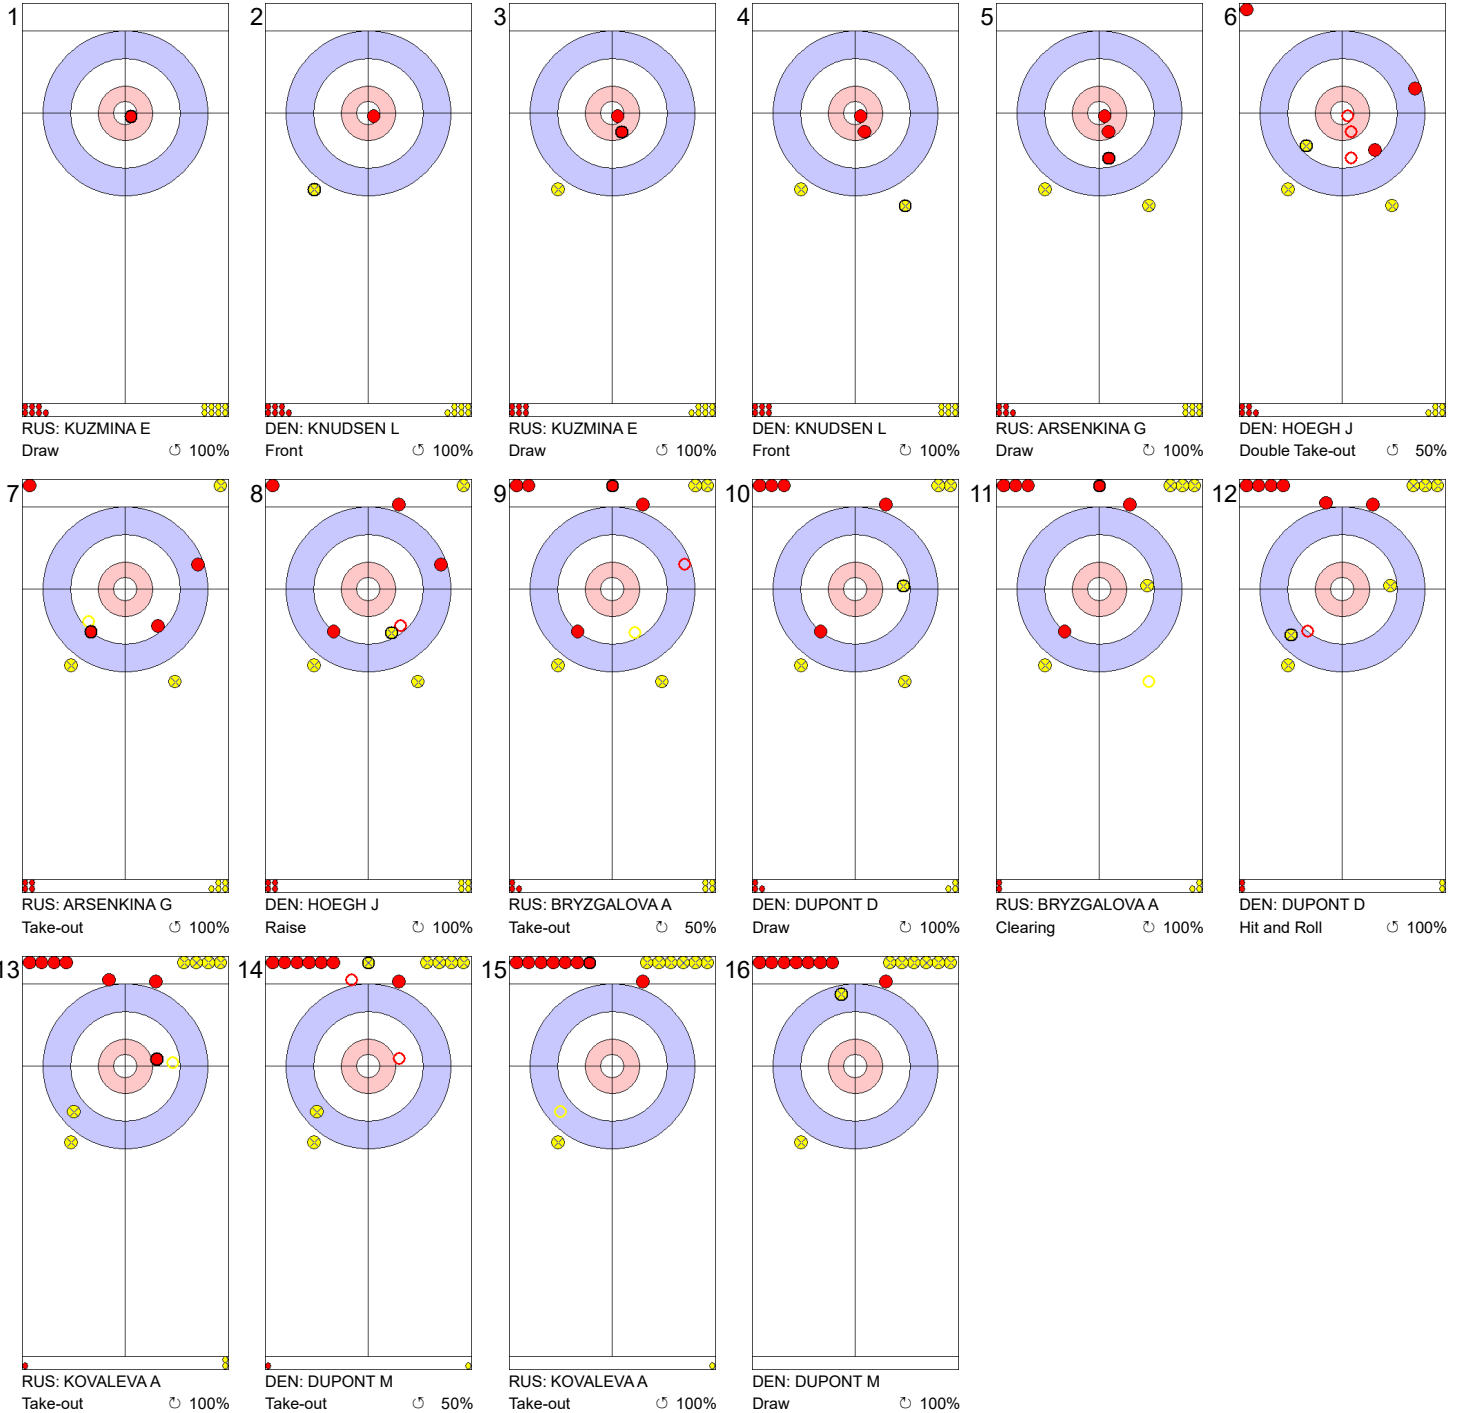 1
2
3
4
5
6
RUS: KUZMINA E
Draw 100%
DEN: KNUDSEN L
Front 100%
RUS: KUZMINA E
Draw 100%
DEN: KNUDSEN L
Front 100%
RUS: ARSENKINA G
Draw 100%
DEN: HOEGH J
Double Take-out 50%
7
8
9
10
11
12
RUS: ARSENKINA G
Take-out 100%
DEN: HOEGH J
Raise 100%
RUS: BRYZGALOVA A
Take-out 50%
DEN: DUPONT D
Draw 100%
RUS: BRYZGALOVA A
Clearing 100%
DEN: DUPONT D
Hit and Roll 100%
13
14
15
16
RUS: KOVALEVA A
Take-out 100%
DEN: DUPONT M
Take-out 50%
RUS: KOVALEVA A
Take-out 100%
DEN: DUPONT M
Draw 100%